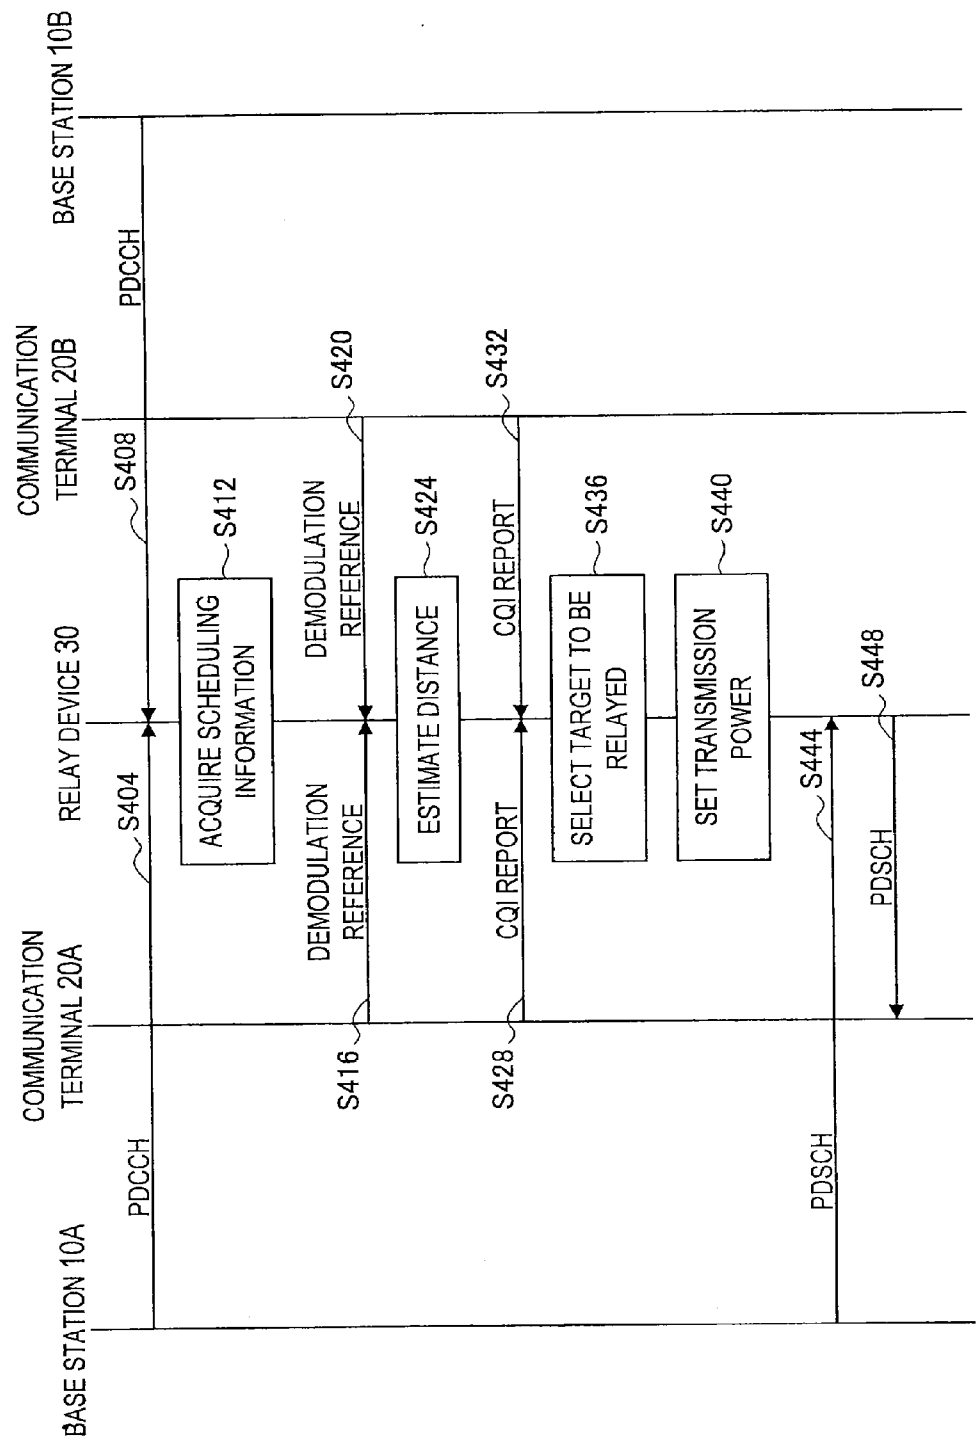 BASE STATION 10A
COMMUNICATION
TERMINAL 20A
RELAY DEVICE 30
COMMUNICATION
TERMINAL 20B
BASE STATION 10B
PDCCH
S404
S408
PDCCH
ACQUIRE SCHEDULING
INFORMATION
S412
S416
DEMODULATION
REFERENCE
DEMODULATION
REFERENCE
S420
ESTIMATE DISTANCE
S424
S428
CQI REPORT
CQI REPORT
S432
SELECT TARGET TO BE
RELAYED
S436
SET TRANSMISSION
POWER
S440
PDSCH
S444
PDSCH
S448